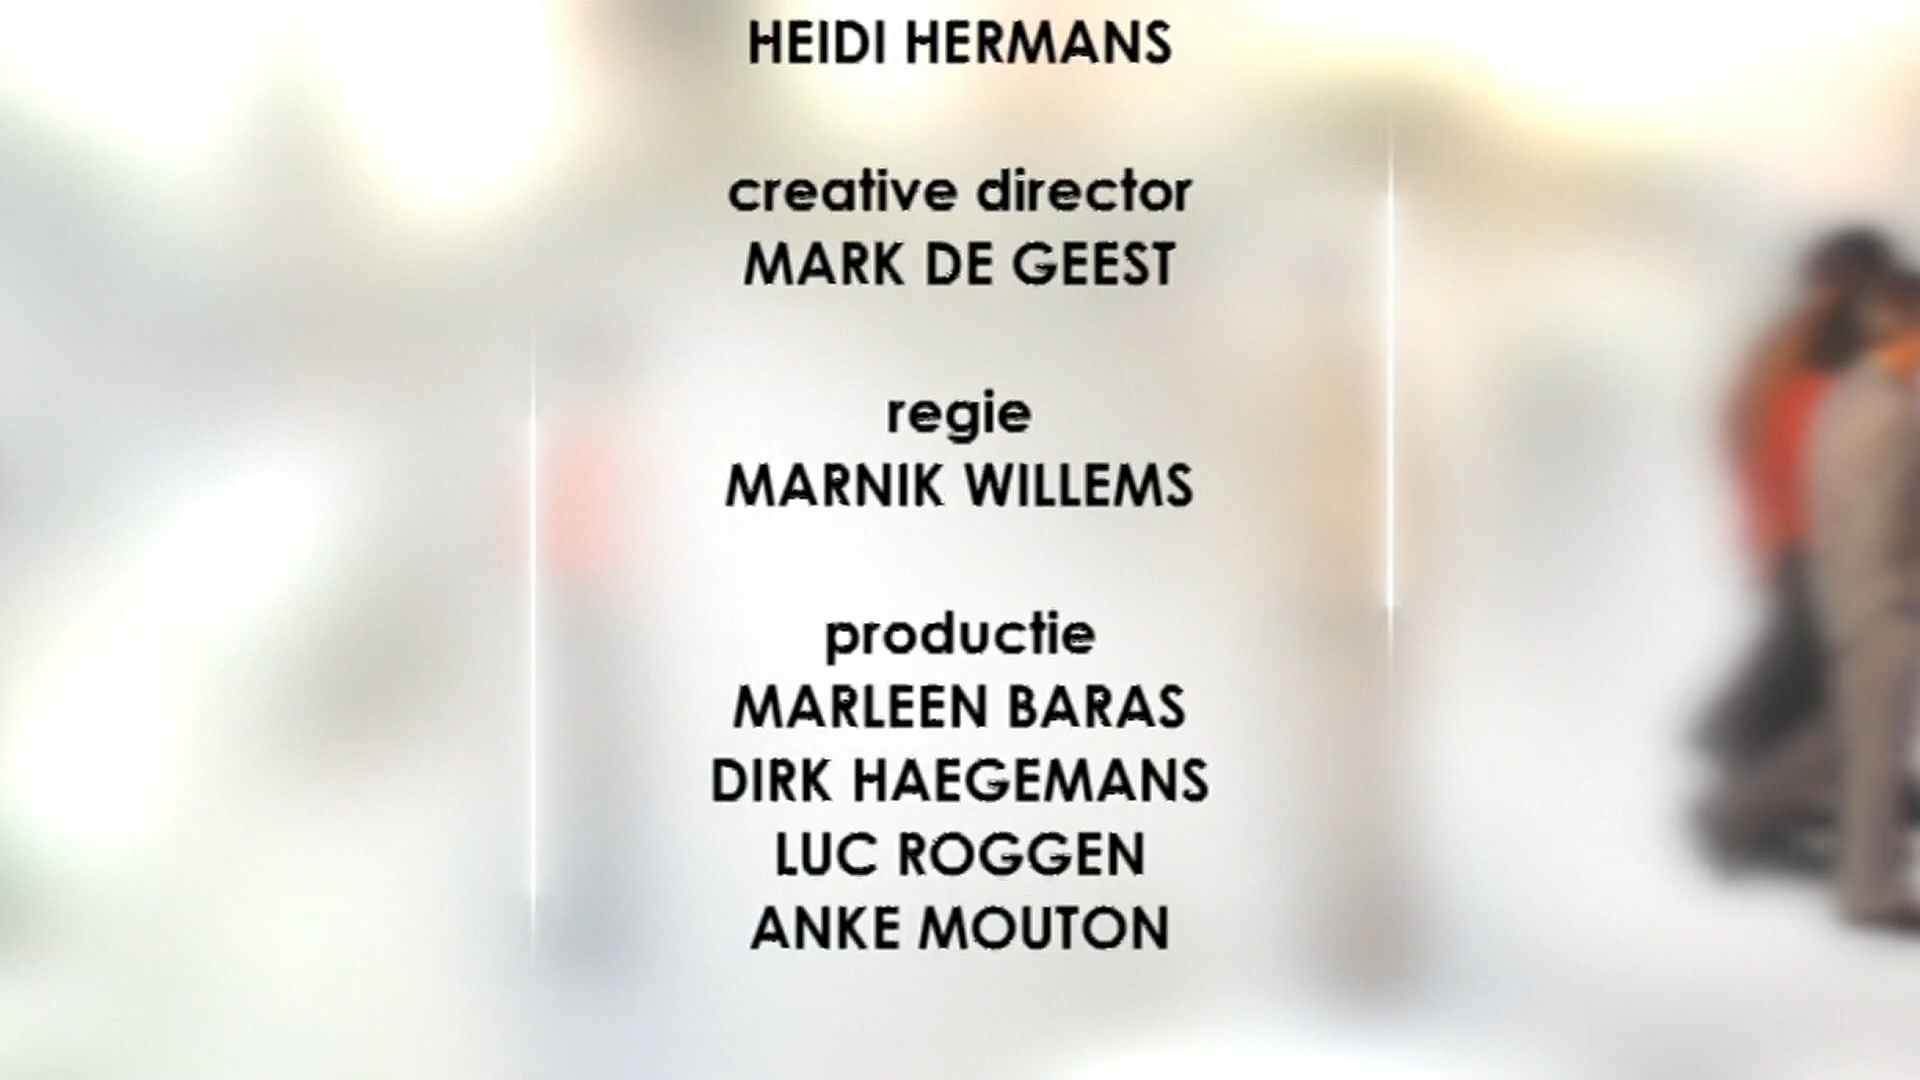 HEIDI HERMANS
creative director
MARK DE GEEST
regie
MARNIK WILLEMS
productie
MARLEEN BARAS
DIRK HAEGEMANS
LUC ROGGEN
ANKE MOUTON